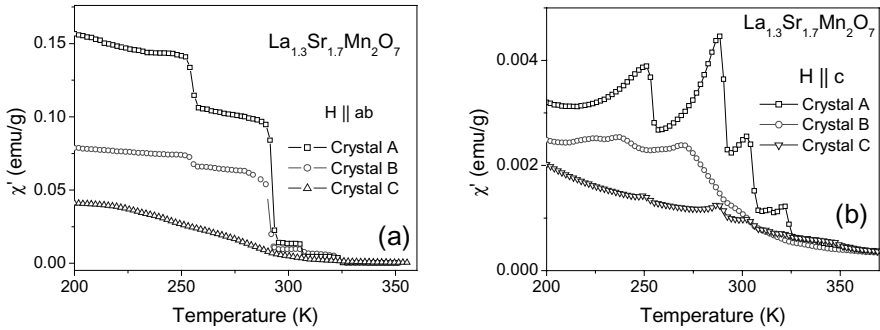 La1.3Sr1.7Mn2O7
H || ab
Crystal A
Crystal B
Crystal C
(a)
χ' (emu/g)
0.15
0.10
0.05
0.00
200
250
300
350
Temperature (K)
La1.3Sr1.7Mn2O7
H || c
Crystal A
Crystal B
Crystal C
(b)
χ' (emu/g)
0.004
0.002
0.000
200
250
300
350
Temperature (K)